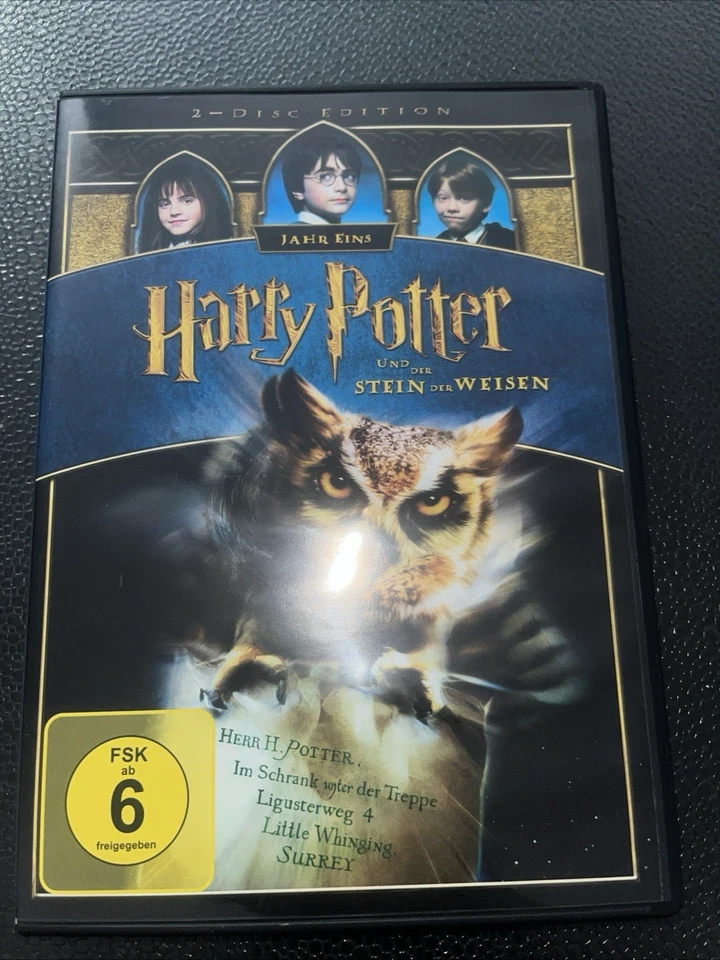 2-Disc Edition
Jahr Eins
Harry Potter
und der
Stein der Weisen
Herr H. Potter,
Im Schrank unter der Treppe
Ligusterweg 4
Little Whinging,
Surrey
FSK
ab
6
freigegeben